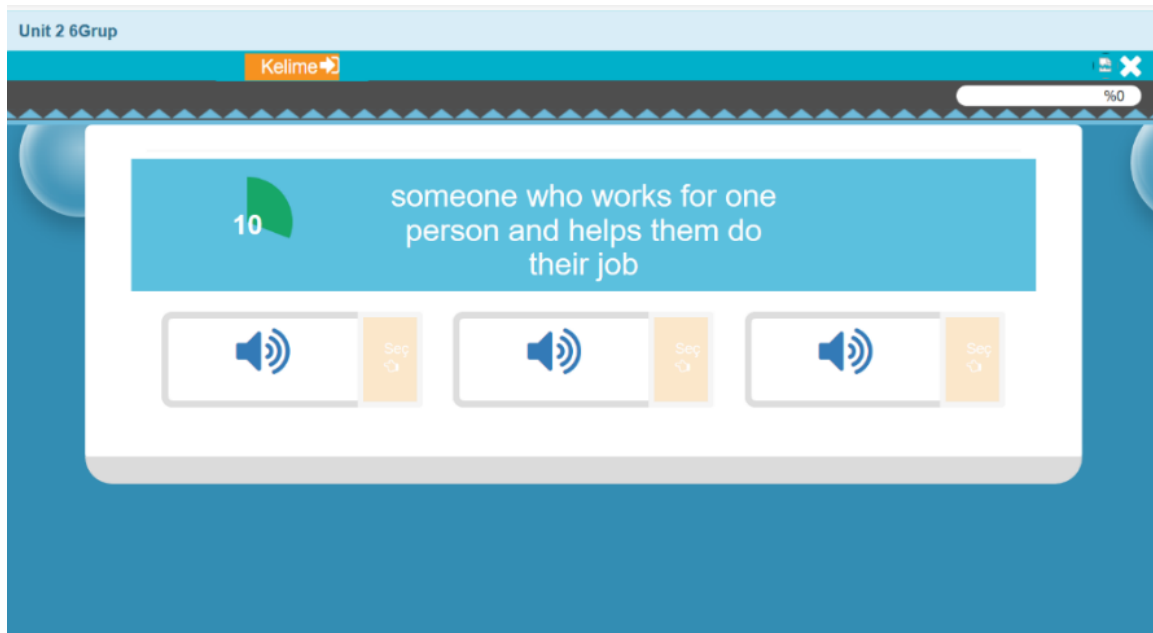 Unit 2 6Grup
Kelime
%0
10
someone who works for one
person and helps them do
their job
Seç
Seç
Seç